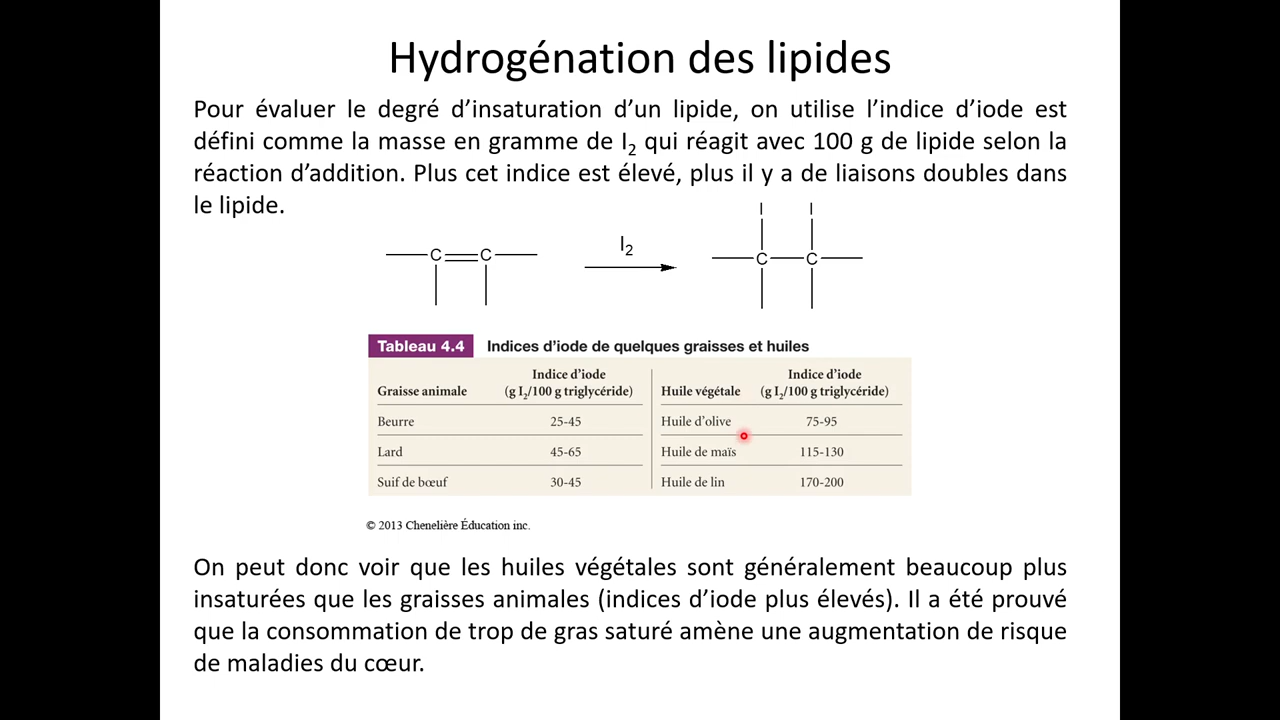 Hydrogénation des lipides
Pour évaluer le degré d’insaturation d’un lipide, on utilise l’indice d’iode est
défini comme la masse en gramme de I₂ qui réagit avec 100 g de lipide selon la
réaction d’addition. Plus cet indice est élevé, plus il y a de liaisons doubles dans
le lipide.
I I
I₂
C C C C
Tableau 4.4 Indices d’iode de quelques graisses et huiles
Indice d’iode Indice d’iode
Graisse animale (g I₂/100 g triglycéride) Huile végétale (g I₂/100 g triglycéride)
Beurre 25-45 Huile d’olive 75-95
Lard 45-65 Huile de maïs 115-130
Suif de bœuf 30-45 Huile de lin 170-200
© 2013 Chenelière Éducation inc.
On peut donc voir que les huiles végétales sont généralement beaucoup plus
insaturées que les graisses animales (indices d’iode plus élevés). Il a été prouvé
que la consommation de trop de gras saturé amène une augmentation de risque
de maladies du cœur.